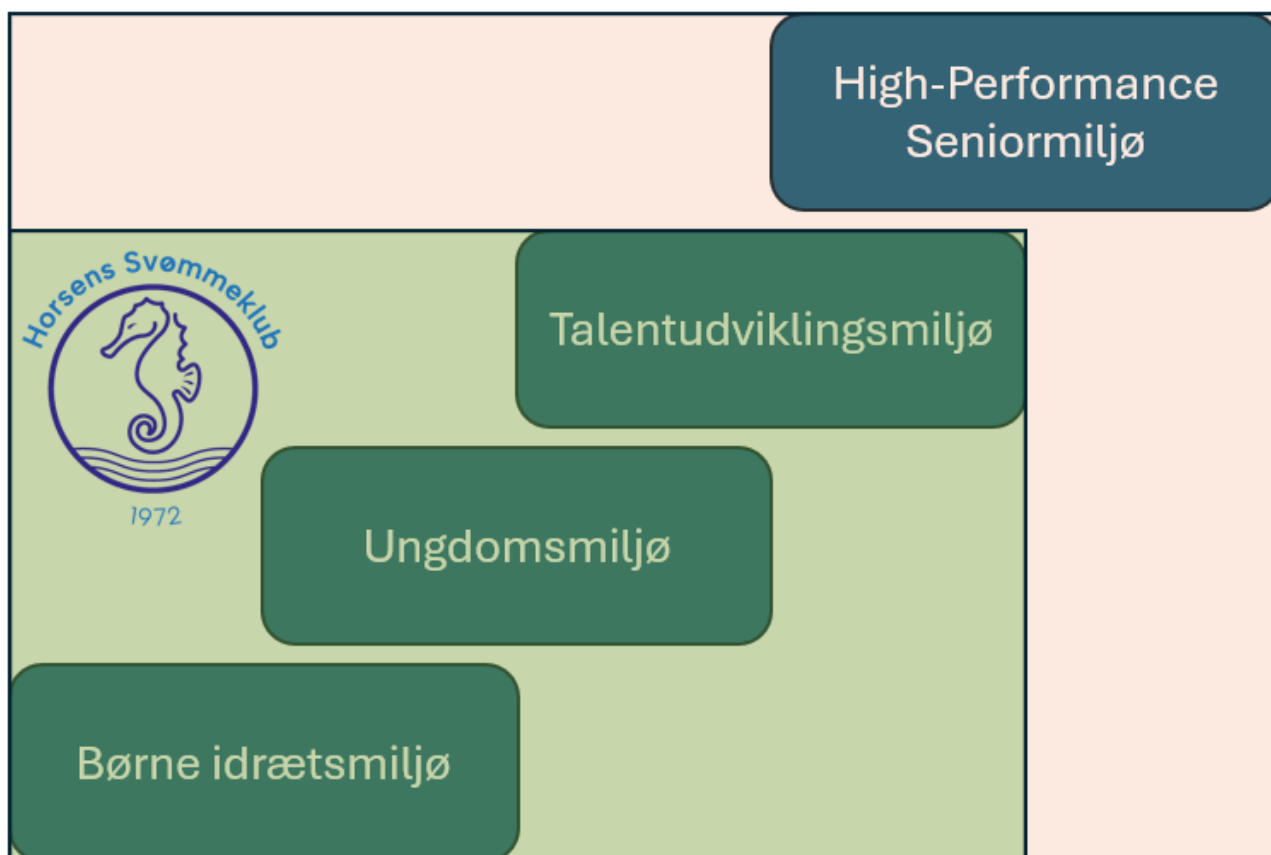 High-Performance
Seniormiljø
Horsens Svømmeklub
1972
Talentudviklingsmiljø
Ungdomsmiljø
Børne idrætsmiljø